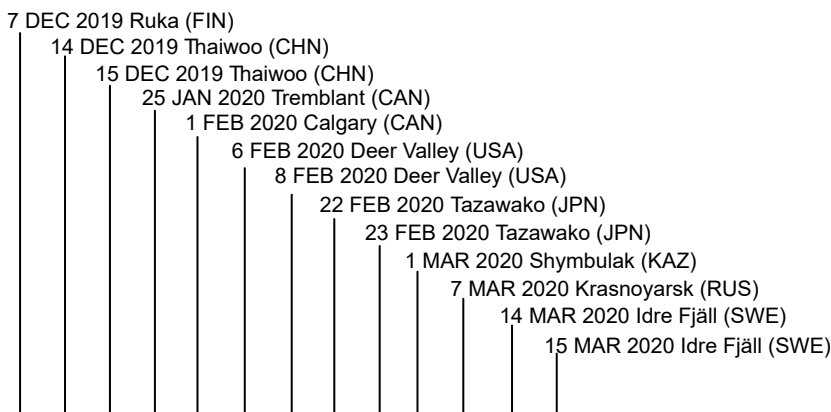 7 DEC 2019 Ruka (FIN)
14 DEC 2019 Thaiwoo (CHN)
15 DEC 2019 Thaiwoo (CHN)
25 JAN 2020 Tremblant (CAN)
1 FEB 2020 Calgary (CAN)
6 FEB 2020 Deer Valley (USA)
8 FEB 2020 Deer Valley (USA)
22 FEB 2020 Tazawako (JPN)
23 FEB 2020 Tazawako (JPN)
1 MAR 2020 Shymbulak (KAZ)
7 MAR 2020 Krasnoyarsk (RUS)
14 MAR 2020 Idre Fjäll (SWE)
15 MAR 2020 Idre Fjäll (SWE)